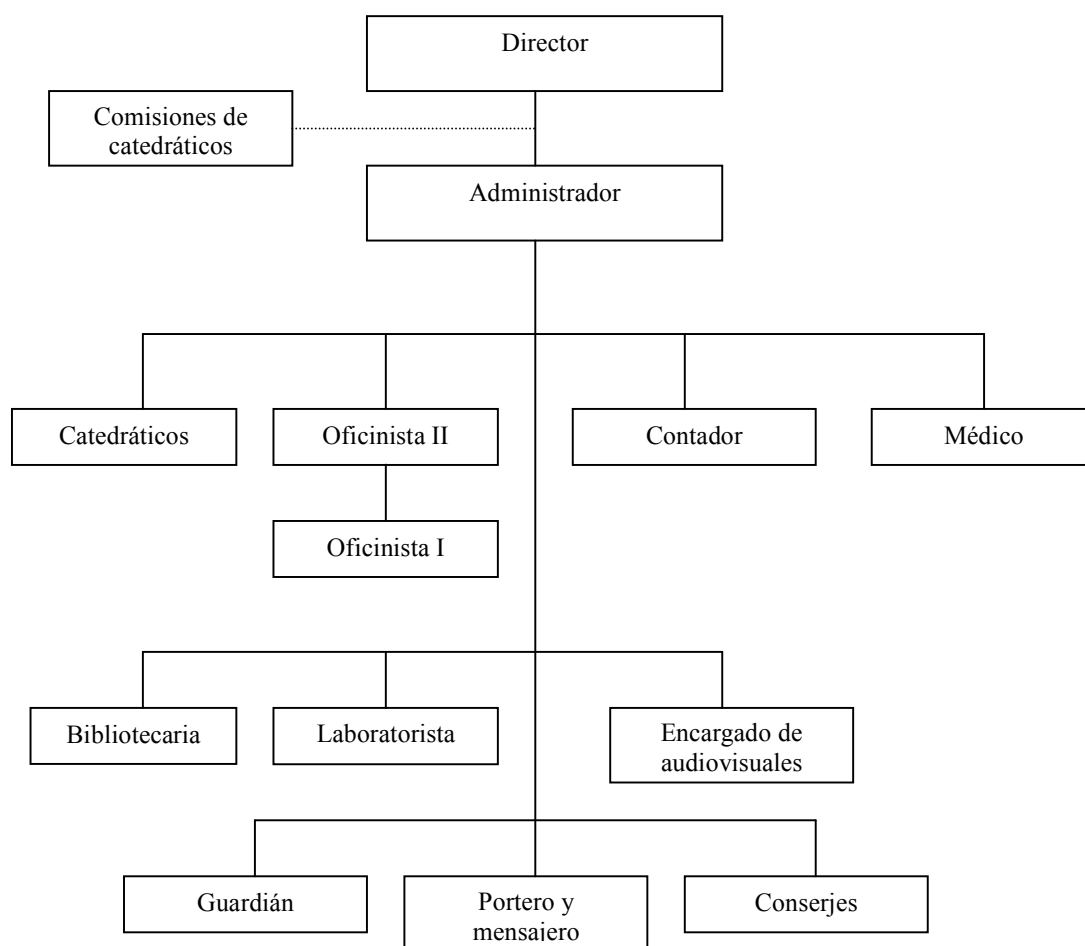 Director
Comisiones de
catedráticos
Administrador
Catedráticos
Oficinista II
Contador
Médico
Oficinista I
Bibliotecaria
Laboratorista
Encargado de
audiovisuales
Guardián
Portero y
mensajero
Conserjes